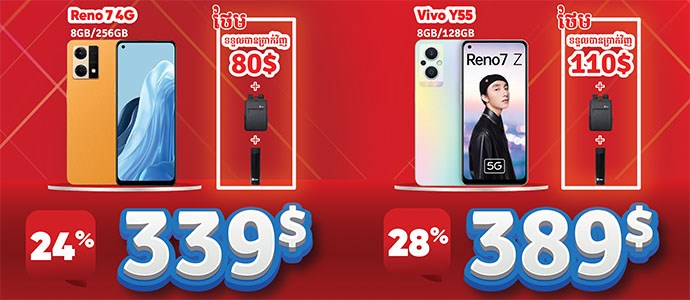 Reno 7 4G
8GB/256GB
ថែម
ទទួលបានប្រាក់វិញ
80$
+
+
24%
339$
Vivo Y55
8GB/128GB
Reno7 Z
5G
ថែម
ទទួលបានប្រាក់វិញ
110$
+
+
28%
389$